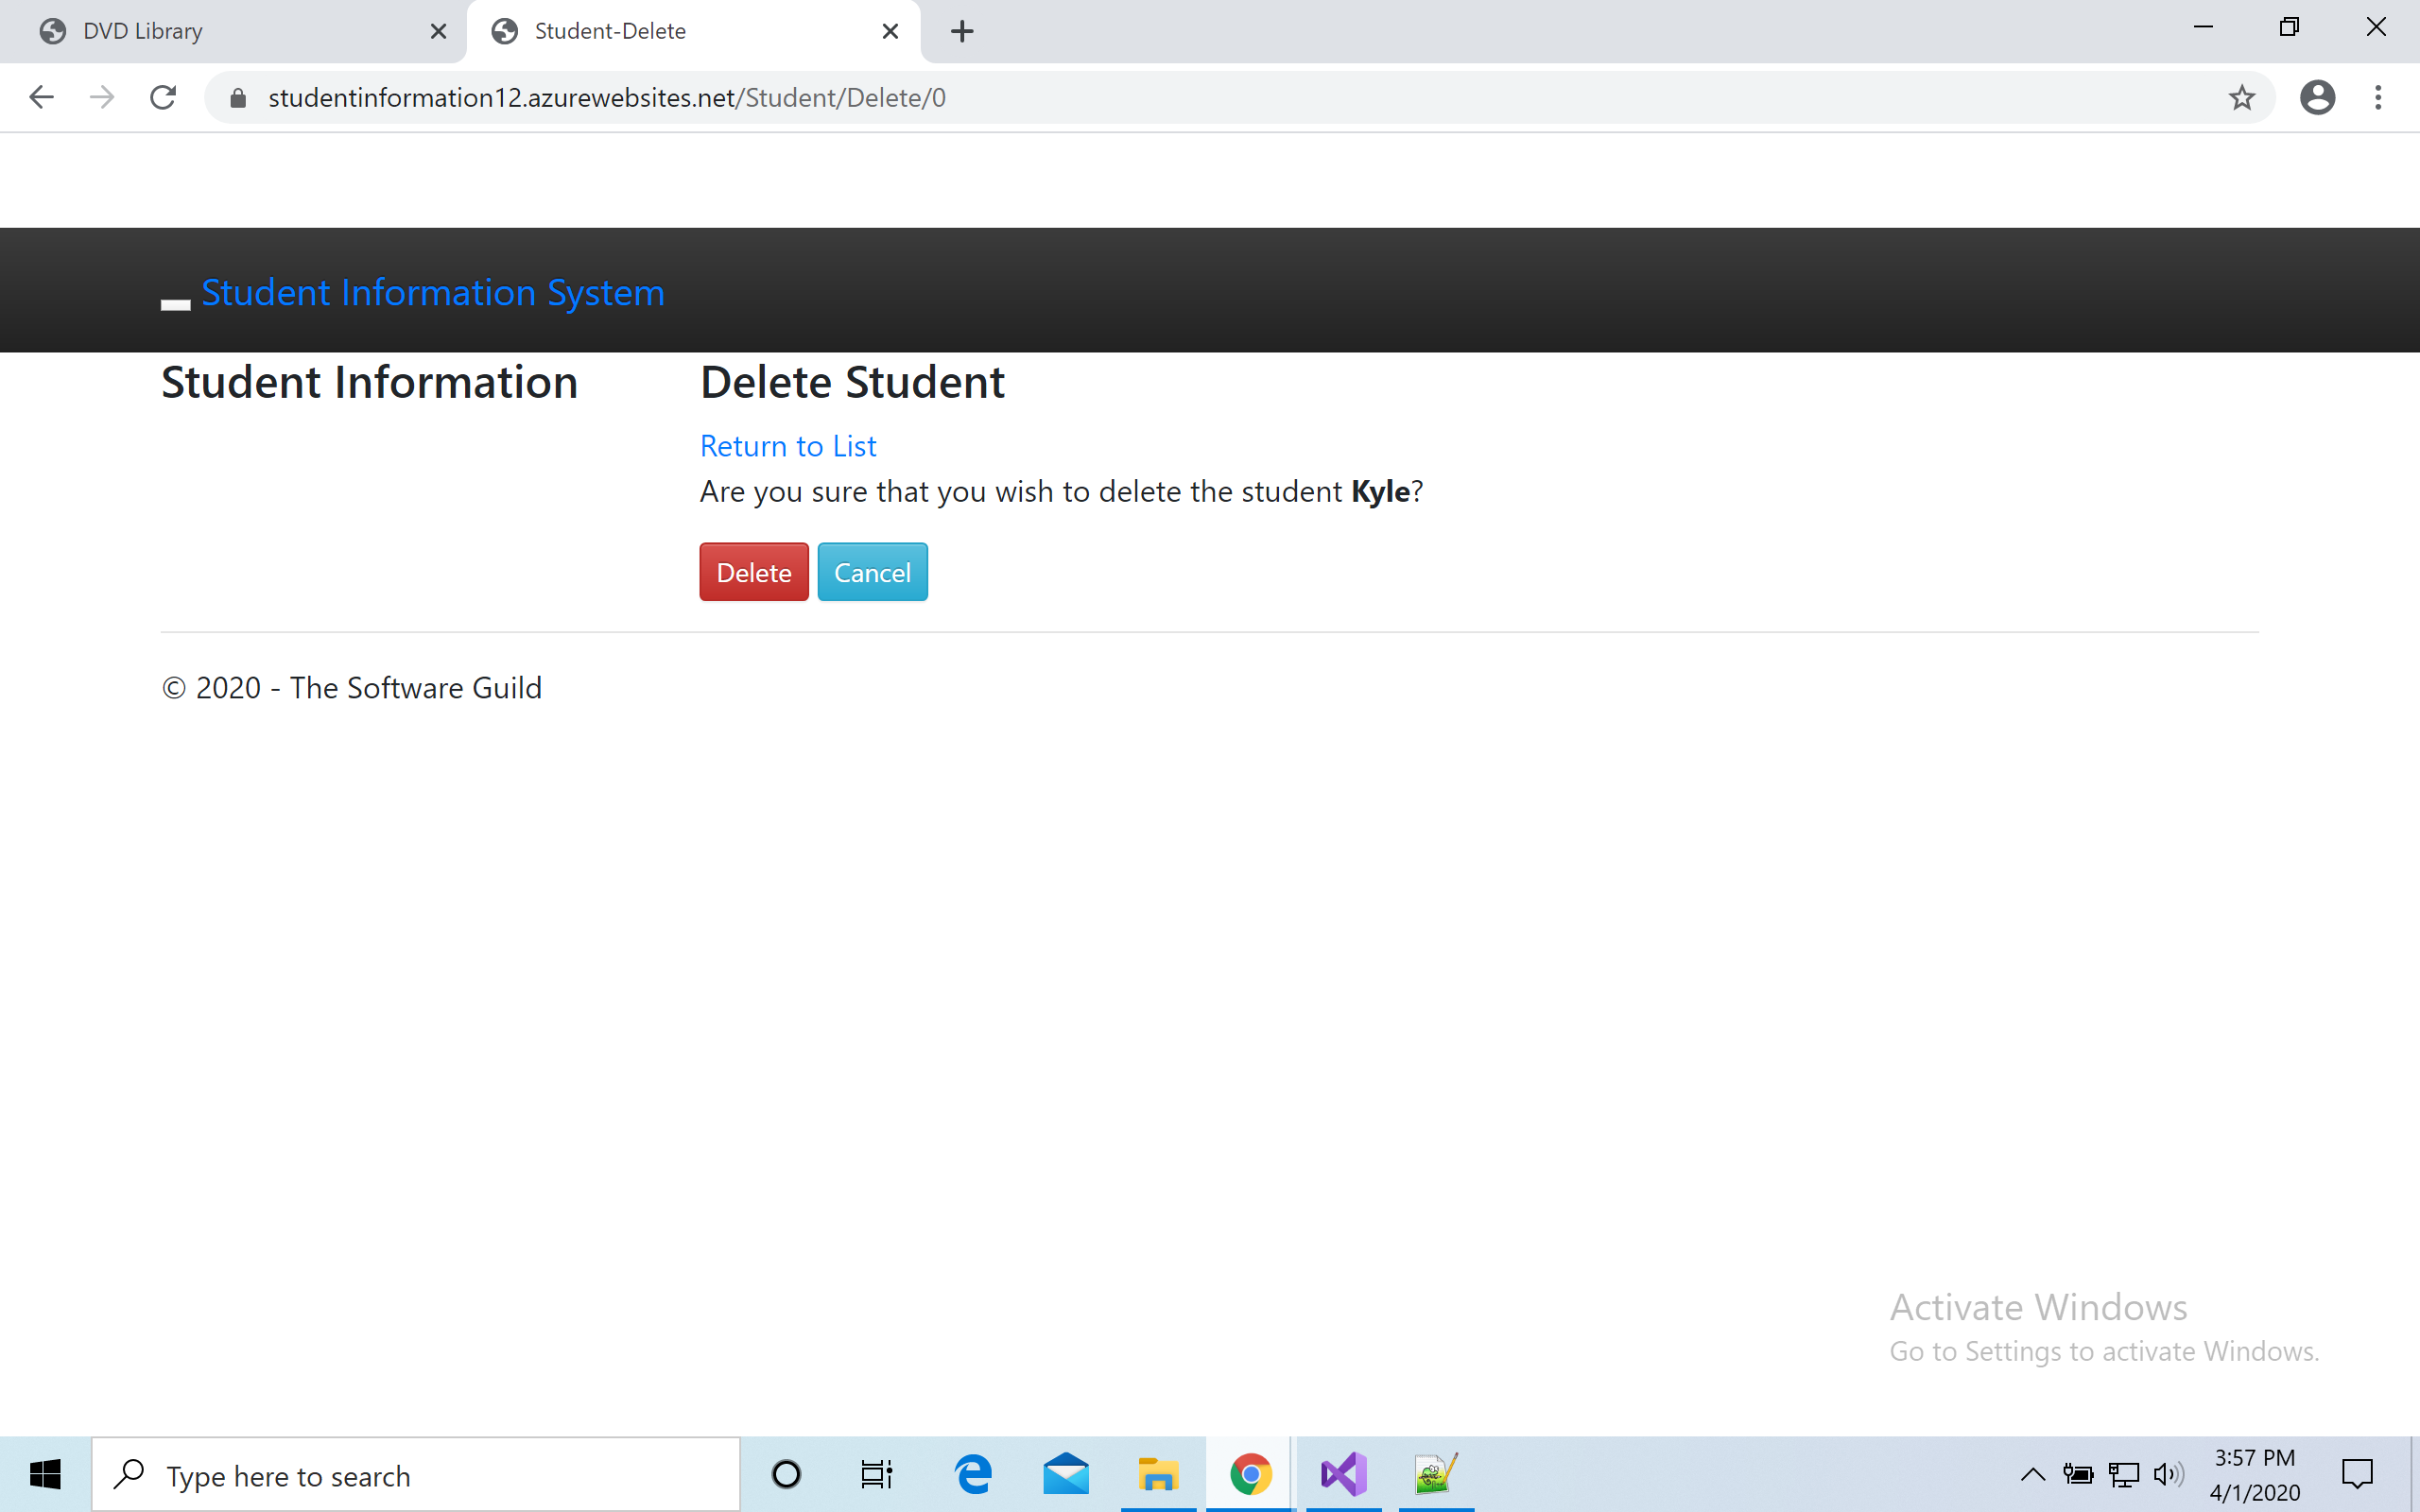 DVD Library
Student-Delete
studentinformation12.azurewebsites.net/Student/Delete/0
Student Information System
Student Information
Delete Student
Return to List
Are you sure that you wish to delete the student Kyle?
Delete Cancel
© 2020 - The Software Guild
Activate Windows
Go to Settings to activate Windows.
Type here to search
3:57 PM
4/1/2020